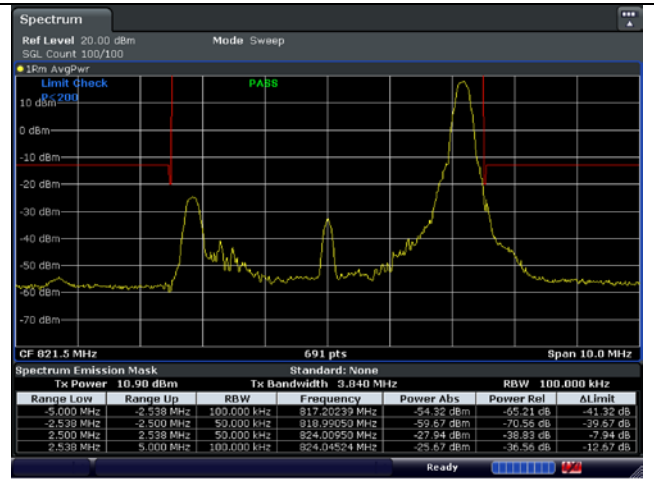 Spectrum
Ref Level 20.00 dBm Mode Sweep
SGL Count 100/100
1Rm AvgPwr
Limit Check PASS
P<200
10 dBm
0 dBm
-10 dBm
-20 dBm
-30 dBm
-40 dBm
-50 dBm
-60 dBm
-70 dBm
CF 821.5 MHz 691 pts Span 10.0 MHz
Spectrum Emission Mask Standard: None
Tx Power 10.90 dBm Tx Bandwidth 3.840 MHz RBW 100.000 kHz
Range Low Range Up RBW Frequency Power Abs Power Rel ΔLimit
-5.000 MHz -2.538 MHz 100.000 kHz 817.20239 MHz -54.32 dBm -65.21 dB -41.32 dB
-2.538 MHz -2.500 MHz 50.000 kHz 818.99050 MHz -59.67 dBm -70.56 dB -39.67 dB
2.500 MHz 2.538 MHz 50.000 kHz 824.00950 MHz -27.94 dBm -38.83 dB -7.94 dB
2.538 MHz 5.000 MHz 100.000 kHz 824.04524 MHz -25.67 dBm -36.56 dB -12.67 dB
Ready